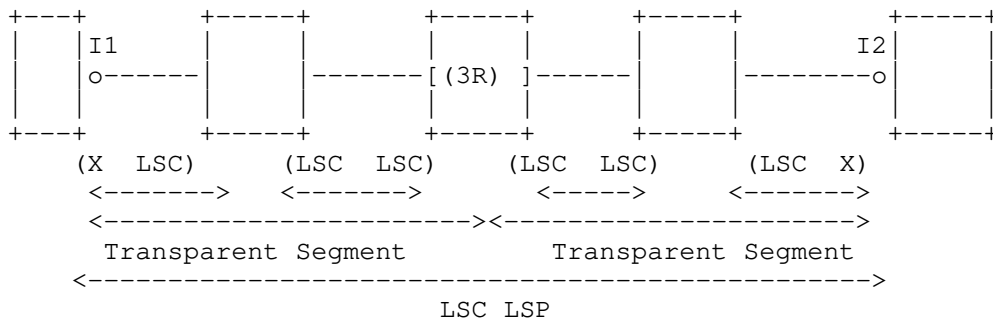 I1 I2
(3R)
(X LSC) (LSC LSC) (LSC LSC) (LSC X)
Transparent Segment Transparent Segment
LSC LSP